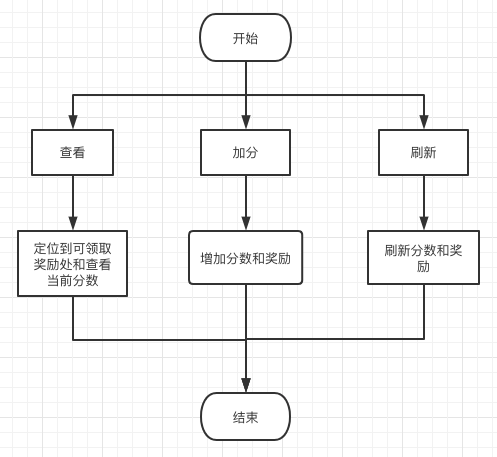 开始
查看
加分
刷新
定位到可领取
奖励处和查看
当前分数
增加分数和奖励
刷新分数和奖
励
结束